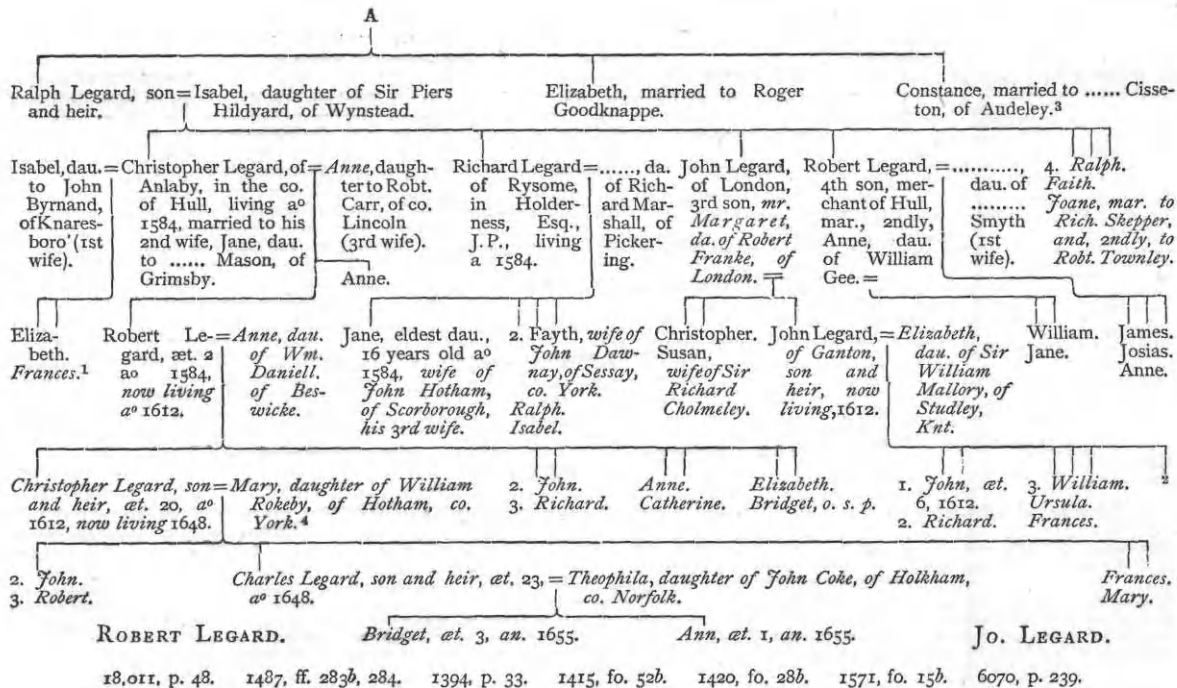 A
Ralph Legard, son = Isabel, daughter of Sir Piers
and heir. Hildyard, of Wynstead.
Elizabeth, married to Roger
Goodknappe.
Constance, married to ...... Cisse-
ton, of Audeley.³
Isabel, dau.
to John
Byrnand,
of Knares-
boro' (1st
wife).
= Christopher Legard, of =
Anlaby, in the co.
of Hull, living aº
1584, married to his
2nd wife, Jane, dau.
to ...... Mason, of
Grimsby.
Anne, daugh-
ter to Robt.
Carr, of co.
Lincoln
(3rd wife).
Anne.
Richard Legard =
of Rysome,
in Holder-
ness, Esq.,
J.P., living
a 1584.
......, da.
of Rich-
ard Mar-
shall, of
Picker-
ing.
John Legard,
of London,
3rd son, mr.
Margaret,
da. of Robert
Franke, of
London. =
Robert Legard, =
4th son, mer-
chant of Hull,
mar., 2ndly,
Anne, dau.
of William
Gee. =
..........,
dau. of
.........
Smyth
(1st
wife).
4. Ralph.
Faith.
Joane, mar. to
Rich. Skepper,
and, 2ndly, to
Robt. Townley.
Eliza-
beth.
Frances.¹
Robert Le- =
gard, æt. 2
aº 1584,
now living
aº 1612.
Anne, dau.
of Wm.
Daniell.
of Bes-
wicke.
Jane, eldest dau.,
16 years old aº
1584, wife of
John Hotham,
of Scorborough,
his 3rd wife.
2. Fayth, wife of
John Daw-
nay, of Sessay,
co. York.
Ralph.
Isabel.
Christopher.
Susan,
wife of Sir
Richard
Cholmeley.
John Legard, =
of Ganton,
son and
heir, now
living, 1612.
Elizabeth,
dau. of Sir
William
Mallory, of
Studley,
Knt.
William.
Jane.
James.
Josias.
Anne.
Christopher Legard, son = Mary, daughter of William
and heir, æt. 20, aº Rokeby, of Hotham, co.
1612, now living 1648. York.⁴
2. John.
3. Richard.
Anne.
Catherine.
Elizabeth.
Bridget, o. s. p.
1. John, æt.
6, 1612.
2. Richard.
3. William.
Ursula.
Frances.
²
2. John.
3. Robert.
Charles Legard, son and heir, æt. 23, = Theophila, daughter of John Coke, of Holkham,
aº 1648. co. Norfolk.
Frances.
Mary.
ROBERT LEGARD. Bridget, æt. 3, an. 1655. Ann, æt. 1, an. 1655. JO. LEGARD.
18,011, p. 48. 1487, ff. 283b, 284. 1394, p. 33. 1415, fo. 52b. 1420, fo. 28b. 1571, fo. 15b. 6070, p. 239.